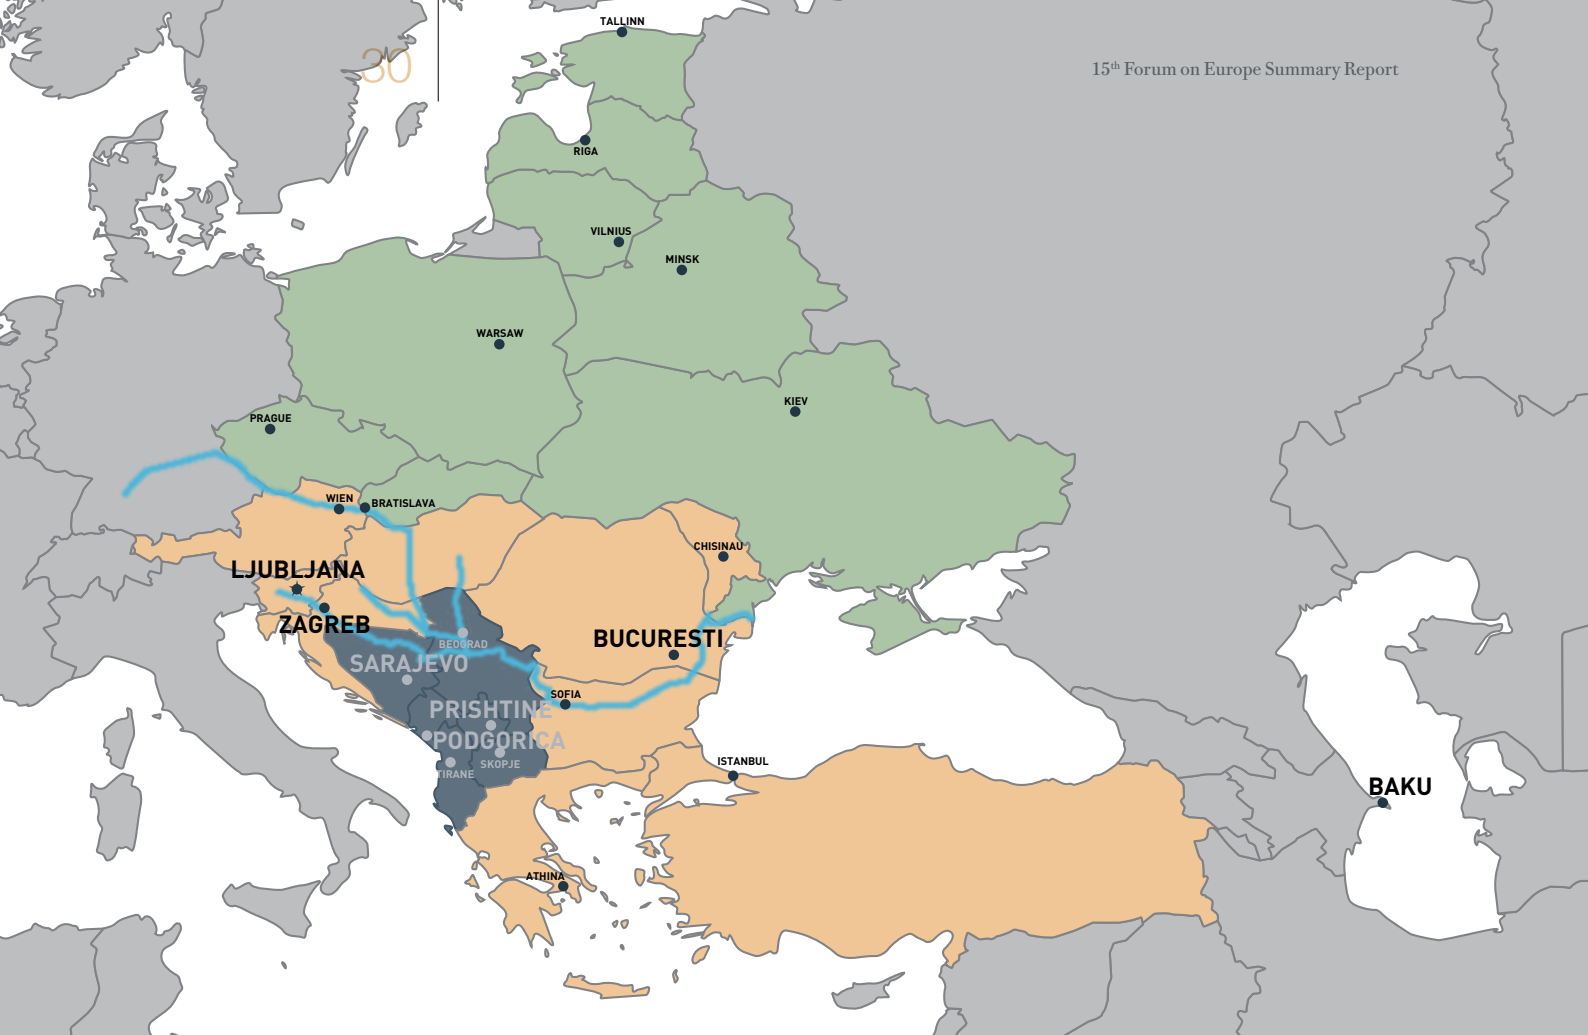 TALLINN
30
15th Forum on Europe Summary Report
RIGA
VILNIUS
MINSK
WARSAW
KIEV
PRAGUE
WIEN
BRATISLAVA
CHISINAU
LJUBLJANA
ZAGREB
BUCURESTI
BEOGRAD
SARAJEVO
SOFIA
PRISHTINE
PODGORICA
SKOPJE
TIRANE
ISTANBUL
BAKU
ATHINA